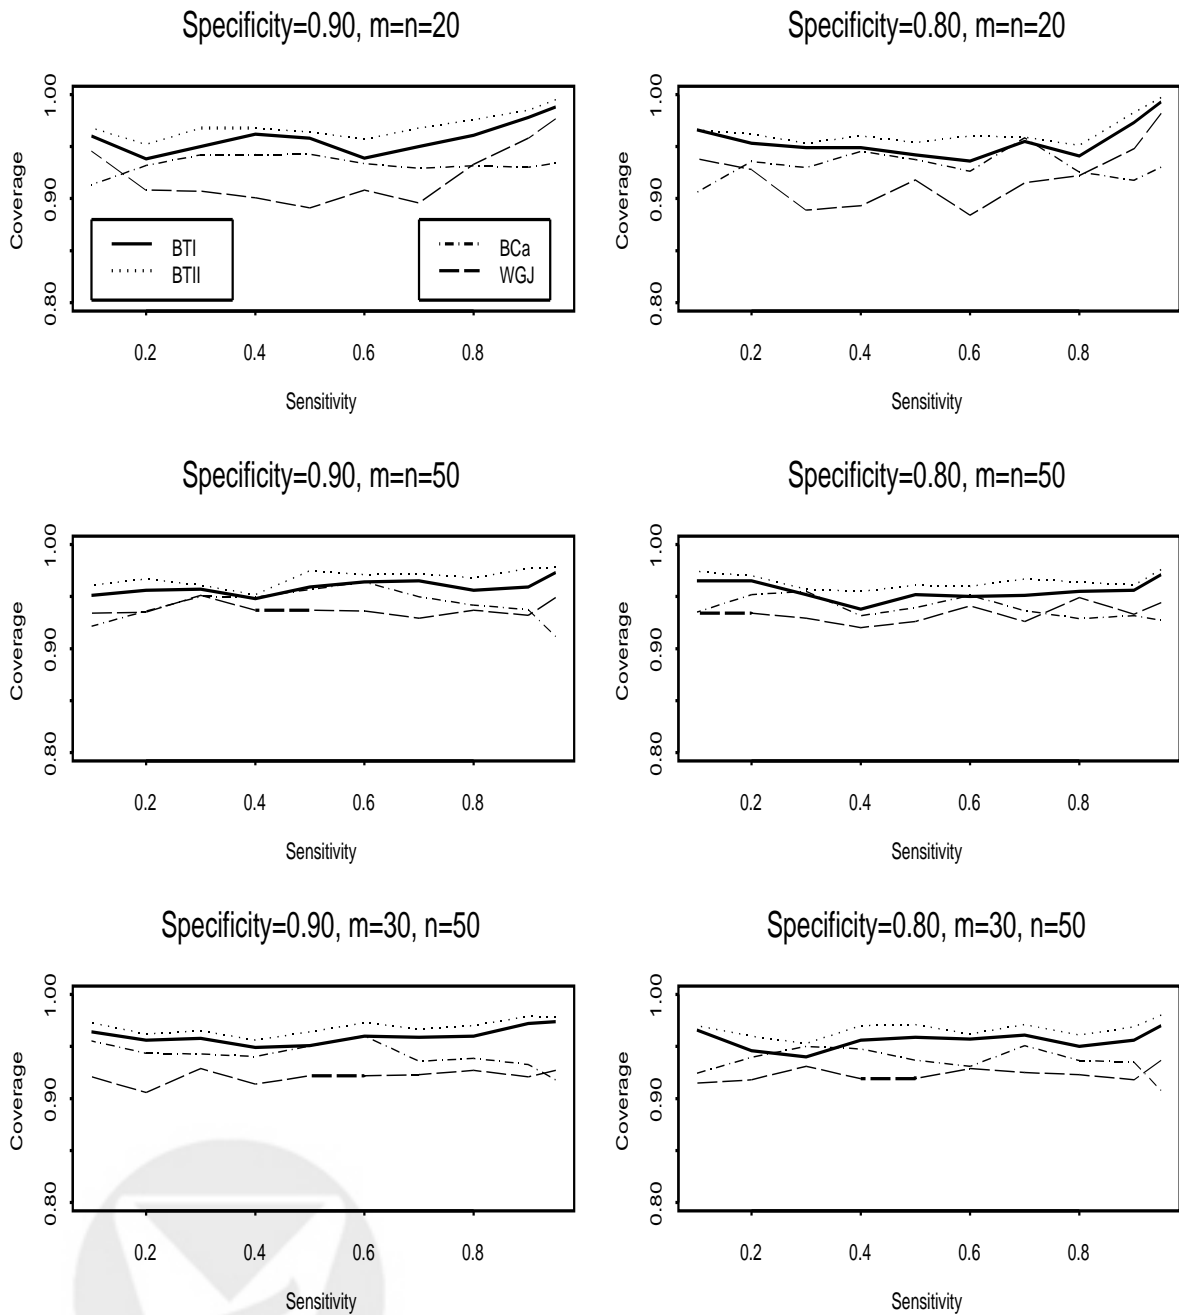 Specificity=0.90, m=n=20
Coverage
1.00
0.90
0.80
BTI
BTII
BCa
WGJ
0.2 0.4 0.6 0.8
Sensitivity
Specificity=0.80, m=n=20
Coverage
1.00
0.90
0.80
0.2 0.4 0.6 0.8
Sensitivity
Specificity=0.90, m=n=50
Coverage
1.00
0.90
0.80
0.2 0.4 0.6 0.8
Sensitivity
Specificity=0.80, m=n=50
Coverage
1.00
0.90
0.80
0.2 0.4 0.6 0.8
Sensitivity
Specificity=0.90, m=30, n=50
Coverage
1.00
0.90
0.80
0.2 0.4 0.6 0.8
Sensitivity
Specificity=0.80, m=30, n=50
Coverage
1.00
0.90
0.80
0.2 0.4 0.6 0.8
Sensitivity